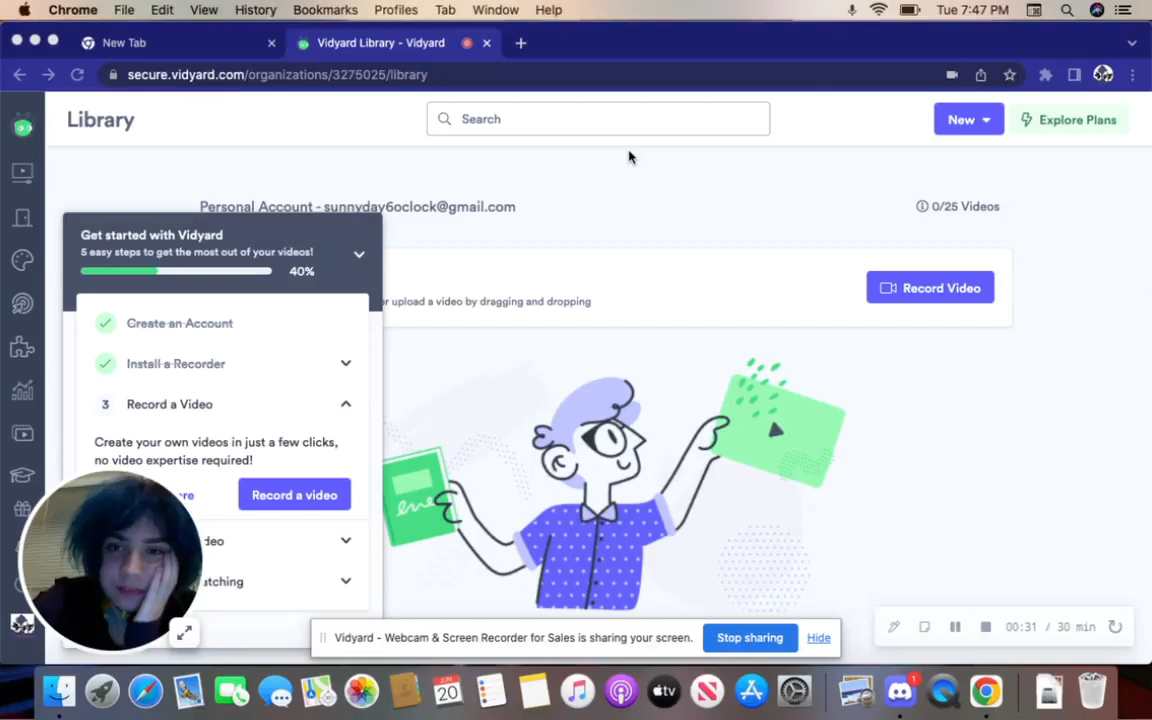 Chrome File Edit View History Bookmarks Profiles Tab Window Help Tue 7:47 PM
New Tab Vidyard Library - Vidyard
secure.vidyard.com/organizations/3275025/library
Library Search New Explore Plans
Personal Account - sunnyday6oclock@gmail.com 0/25 Videos
Get started with Vidyard
5 easy steps to get the most out of your videos!
40%
Record Video
or upload a video by dragging and dropping
Create an Account
Install a Recorder
3 Record a Video
Create your own videos in just a few clicks,
no video expertise required!
Record a video
Vidyard - Webcam & Screen Recorder for Sales is sharing your screen. Stop sharing Hide
00:31 / 30 min
JUN
20
tv
1